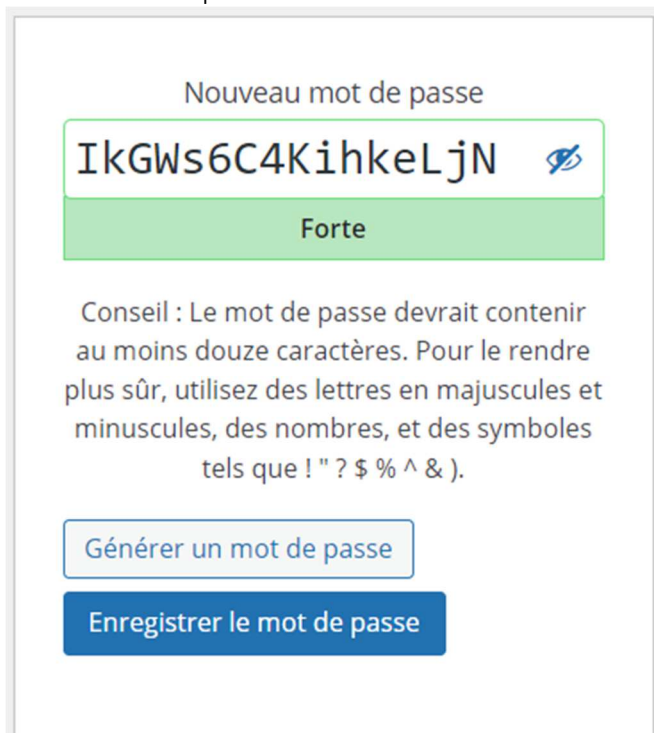 Nouveau mot de passe
IkGWs6C4KihkeLjN
Forte
Conseil : Le mot de passe devrait contenir
au moins douze caractères. Pour le rendre
plus sûr, utilisez des lettres en majuscules et
minuscules, des nombres, et des symboles
tels que ! " ? $ % ^ & ).
Générer un mot de passe
Enregistrer le mot de passe